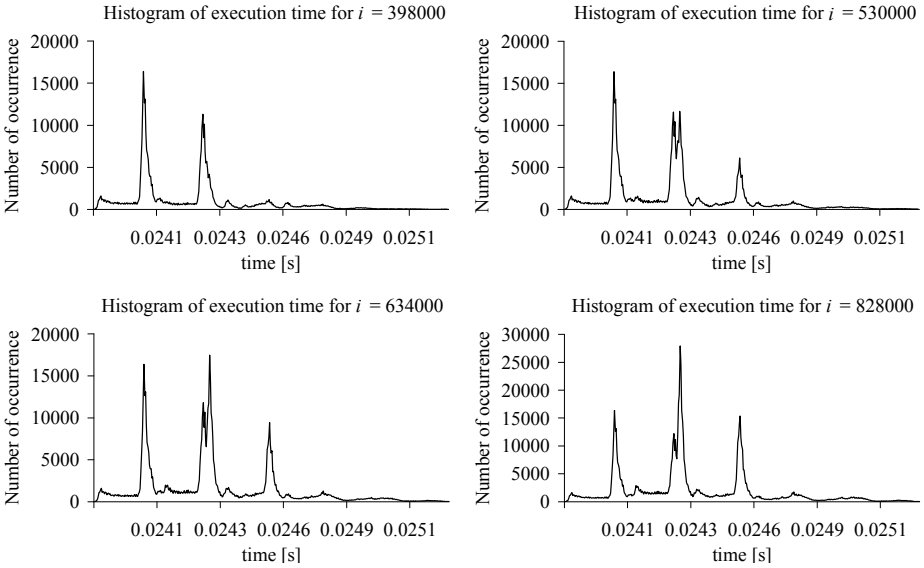 Histogram of execution time for i = 398000
Number of occurrence
20000
15000
10000
5000
0
0.0241 0.0243 0.0246 0.0249 0.0251
time [s]
Histogram of execution time for i = 530000
Number of occurrence
20000
15000
10000
5000
0
0.0241 0.0243 0.0246 0.0249 0.0251
time [s]
Histogram of execution time for i = 634000
Number of occurrence
20000
15000
10000
5000
0
0.0241 0.0243 0.0246 0.0249 0.0251
time [s]
Histogram of execution time for i = 828000
Number of occurrence
30000
25000
20000
15000
10000
5000
0
0.0241 0.0243 0.0246 0.0249 0.0251
time [s]